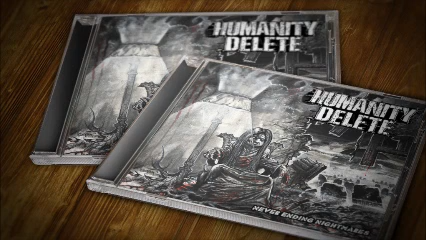 HUMANITY
DELETE
HUMANITY
DELETE
NEVER ENDING NIGHTMARES